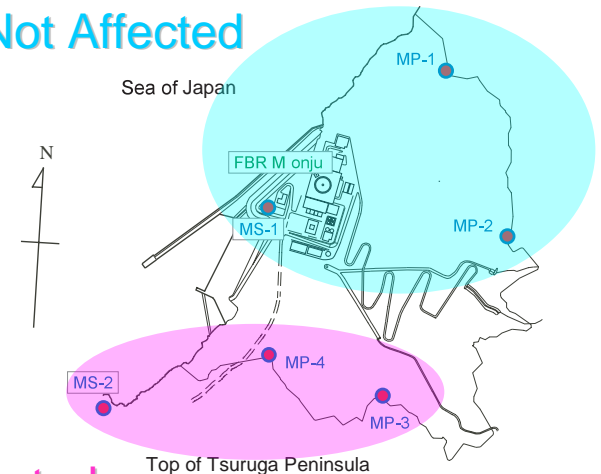 Not Affected
MP-1
Sea of Japan
N
FBR M onju
MS-1
MP-2
MP-4
MS-2
MP-3
Top of Tsuruga Peninsula